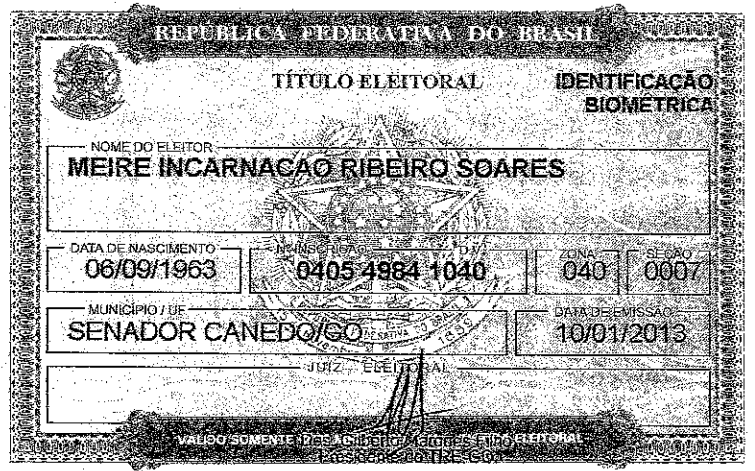 REPÚBLICA FEDERATIVA DO BRASIL
TÍTULO ELEITORAL
IDENTIFICAÇÃO
BIOMÉTRICA
NOME DO ELEITOR
MEIRE INCARNACAO RIBEIRO SOARES
DATA DE NASCIMENTO
Nº INSCRIÇÃO
D.V.
ZONA
SEÇÃO
06/09/1963
0405 4984 1040
040
0007
MUNICÍPIO / UF
DATA DE EMISSÃO
SENADOR CANEDO/GO
10/01/2013
JUIZ ELEITORAL
VÁLIDO SOMENTE
ELEITORAL